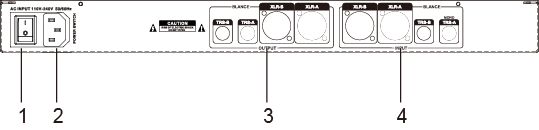 AC INPUT 110V-240V 50/60Hz
POWER SWITCH
CAUTION
BLANCE
TRS-B
TRS-A
XLR-B
XLR-A
OUTPUT
XLR-B
XLR-A
BLANCE
TRS-B
MONO
TRS-A
INPUT
1
2
3
4